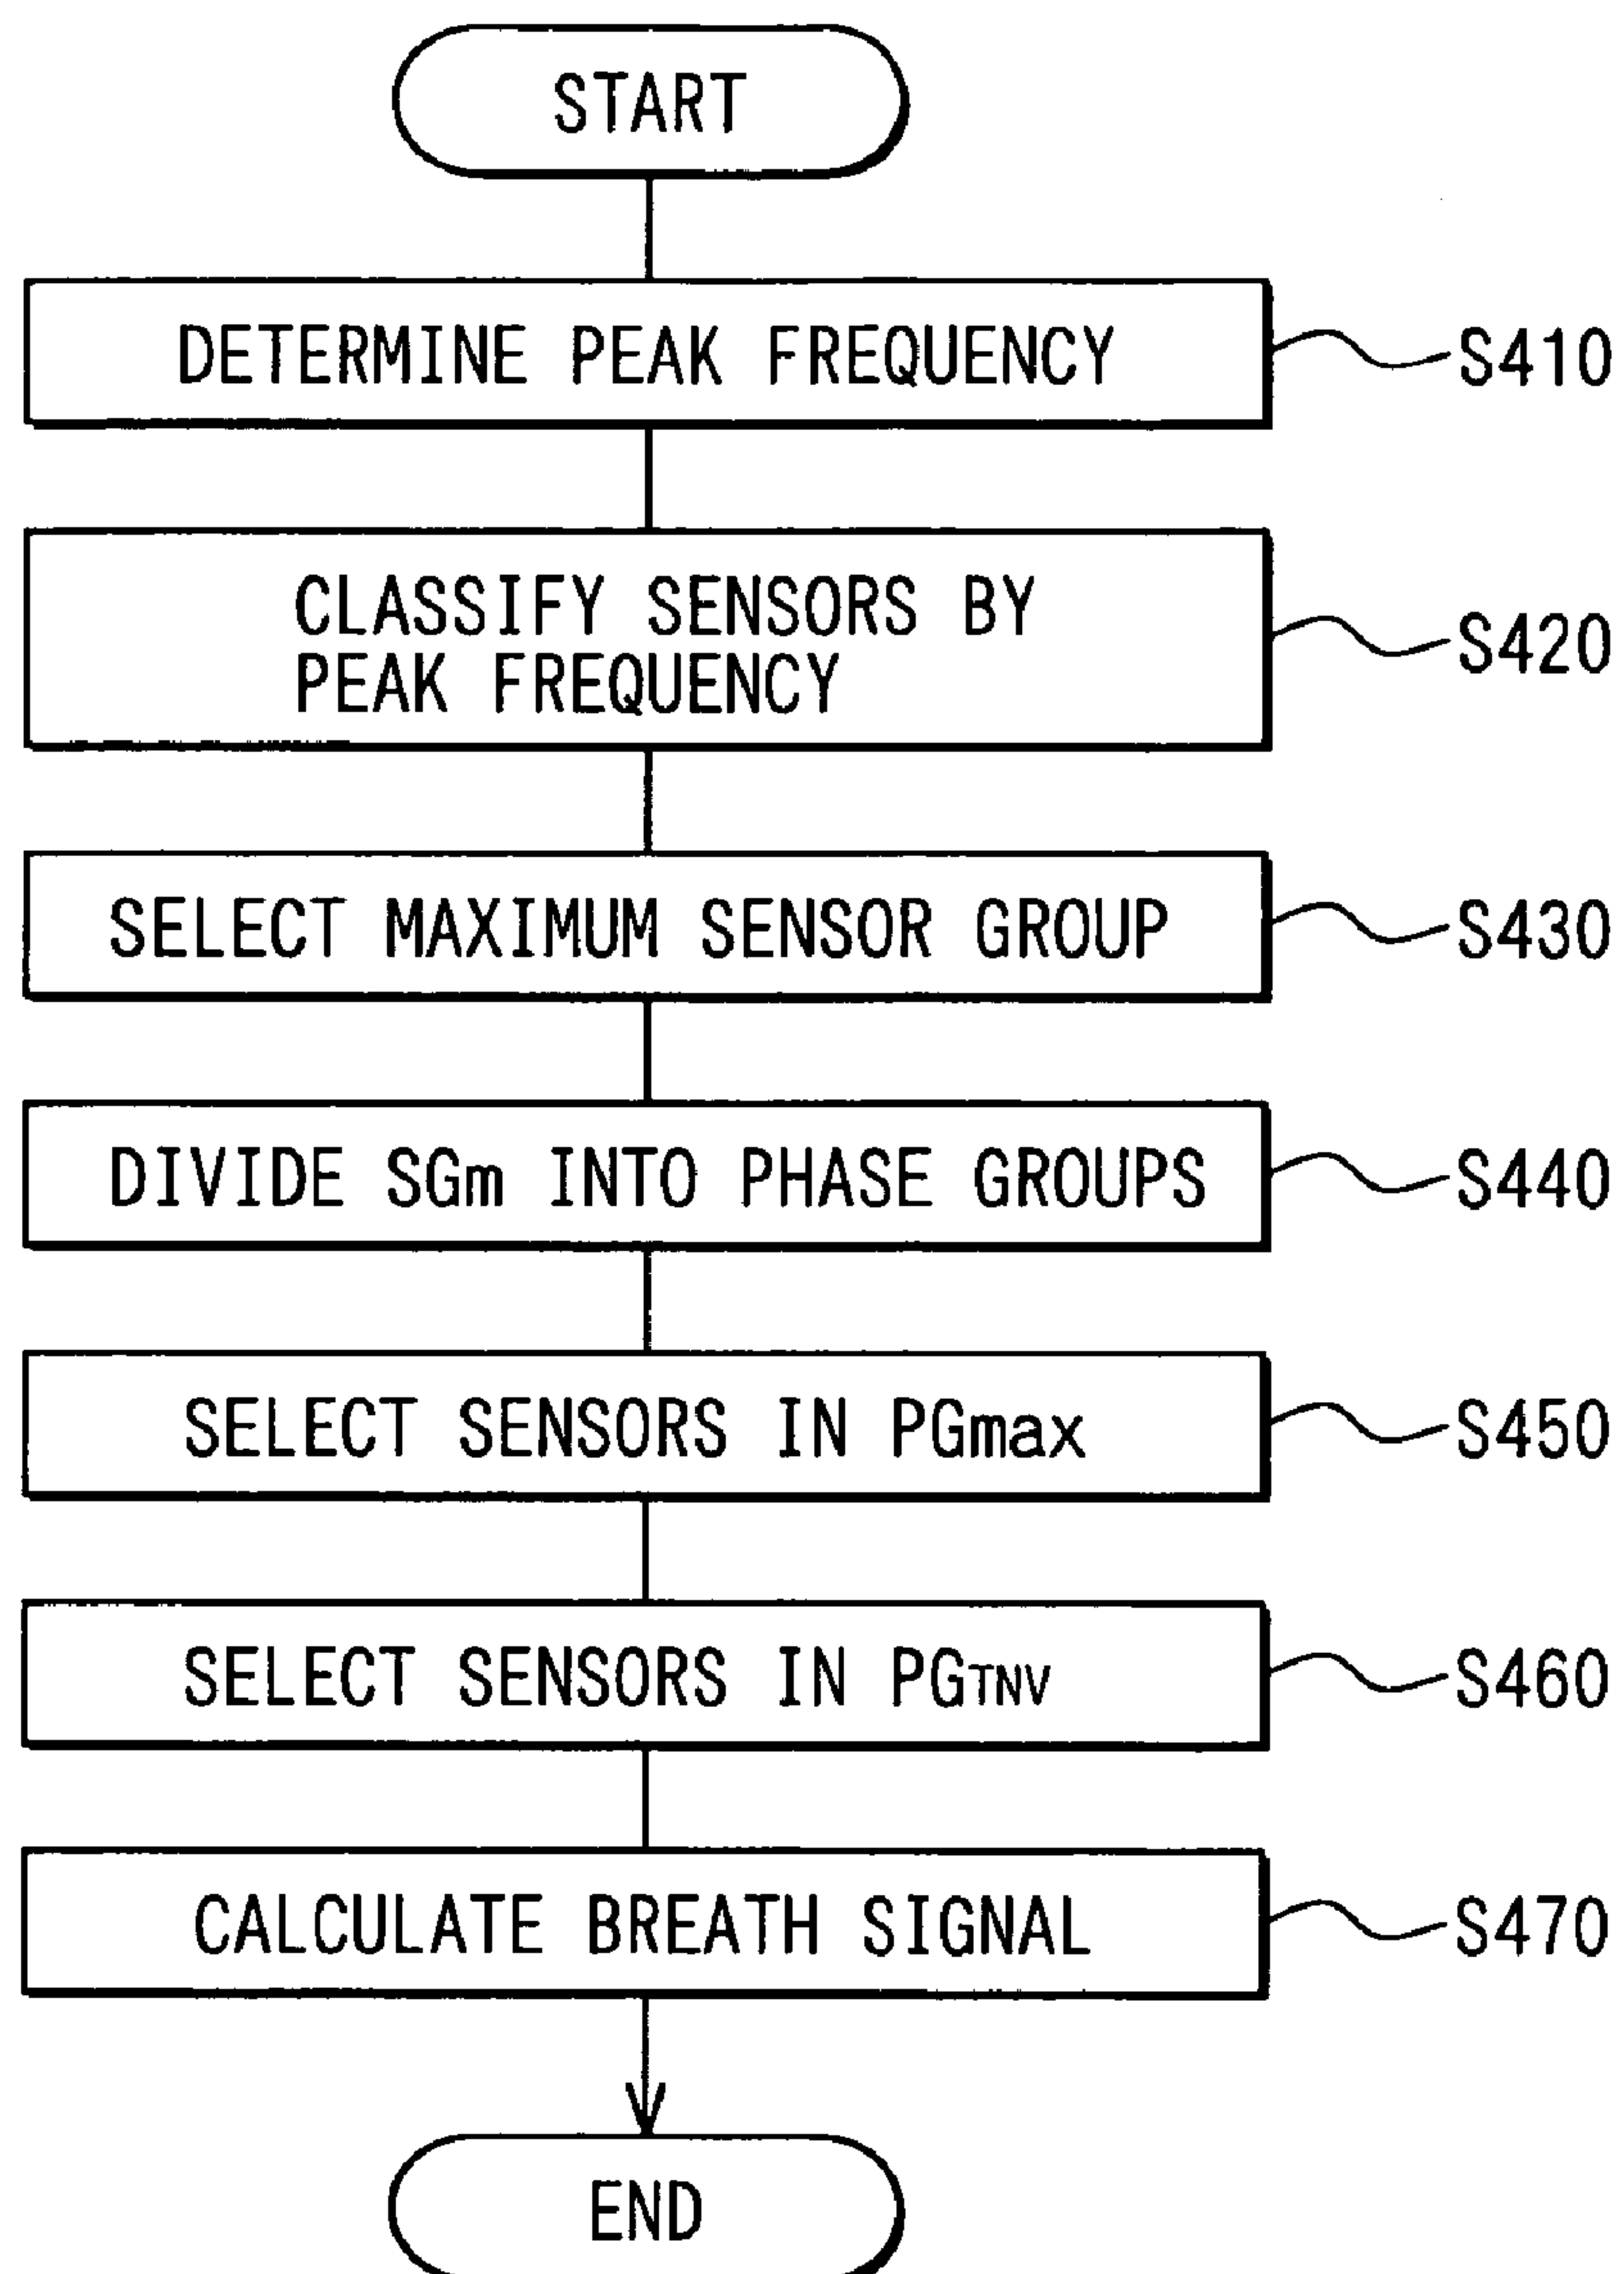 START
DETERMINE PEAK FREQUENCY
S410
CLASSIFY SENSORS BY
PEAK FREQUENCY
S420
SELECT MAXIMUM SENSOR GROUP
S430
DIVIDE SGm INTO PHASE GROUPS
S440
SELECT SENSORS IN PGmax
S450
SELECT SENSORS IN PGTNV
S460
CALCULATE BREATH SIGNAL
S470
END